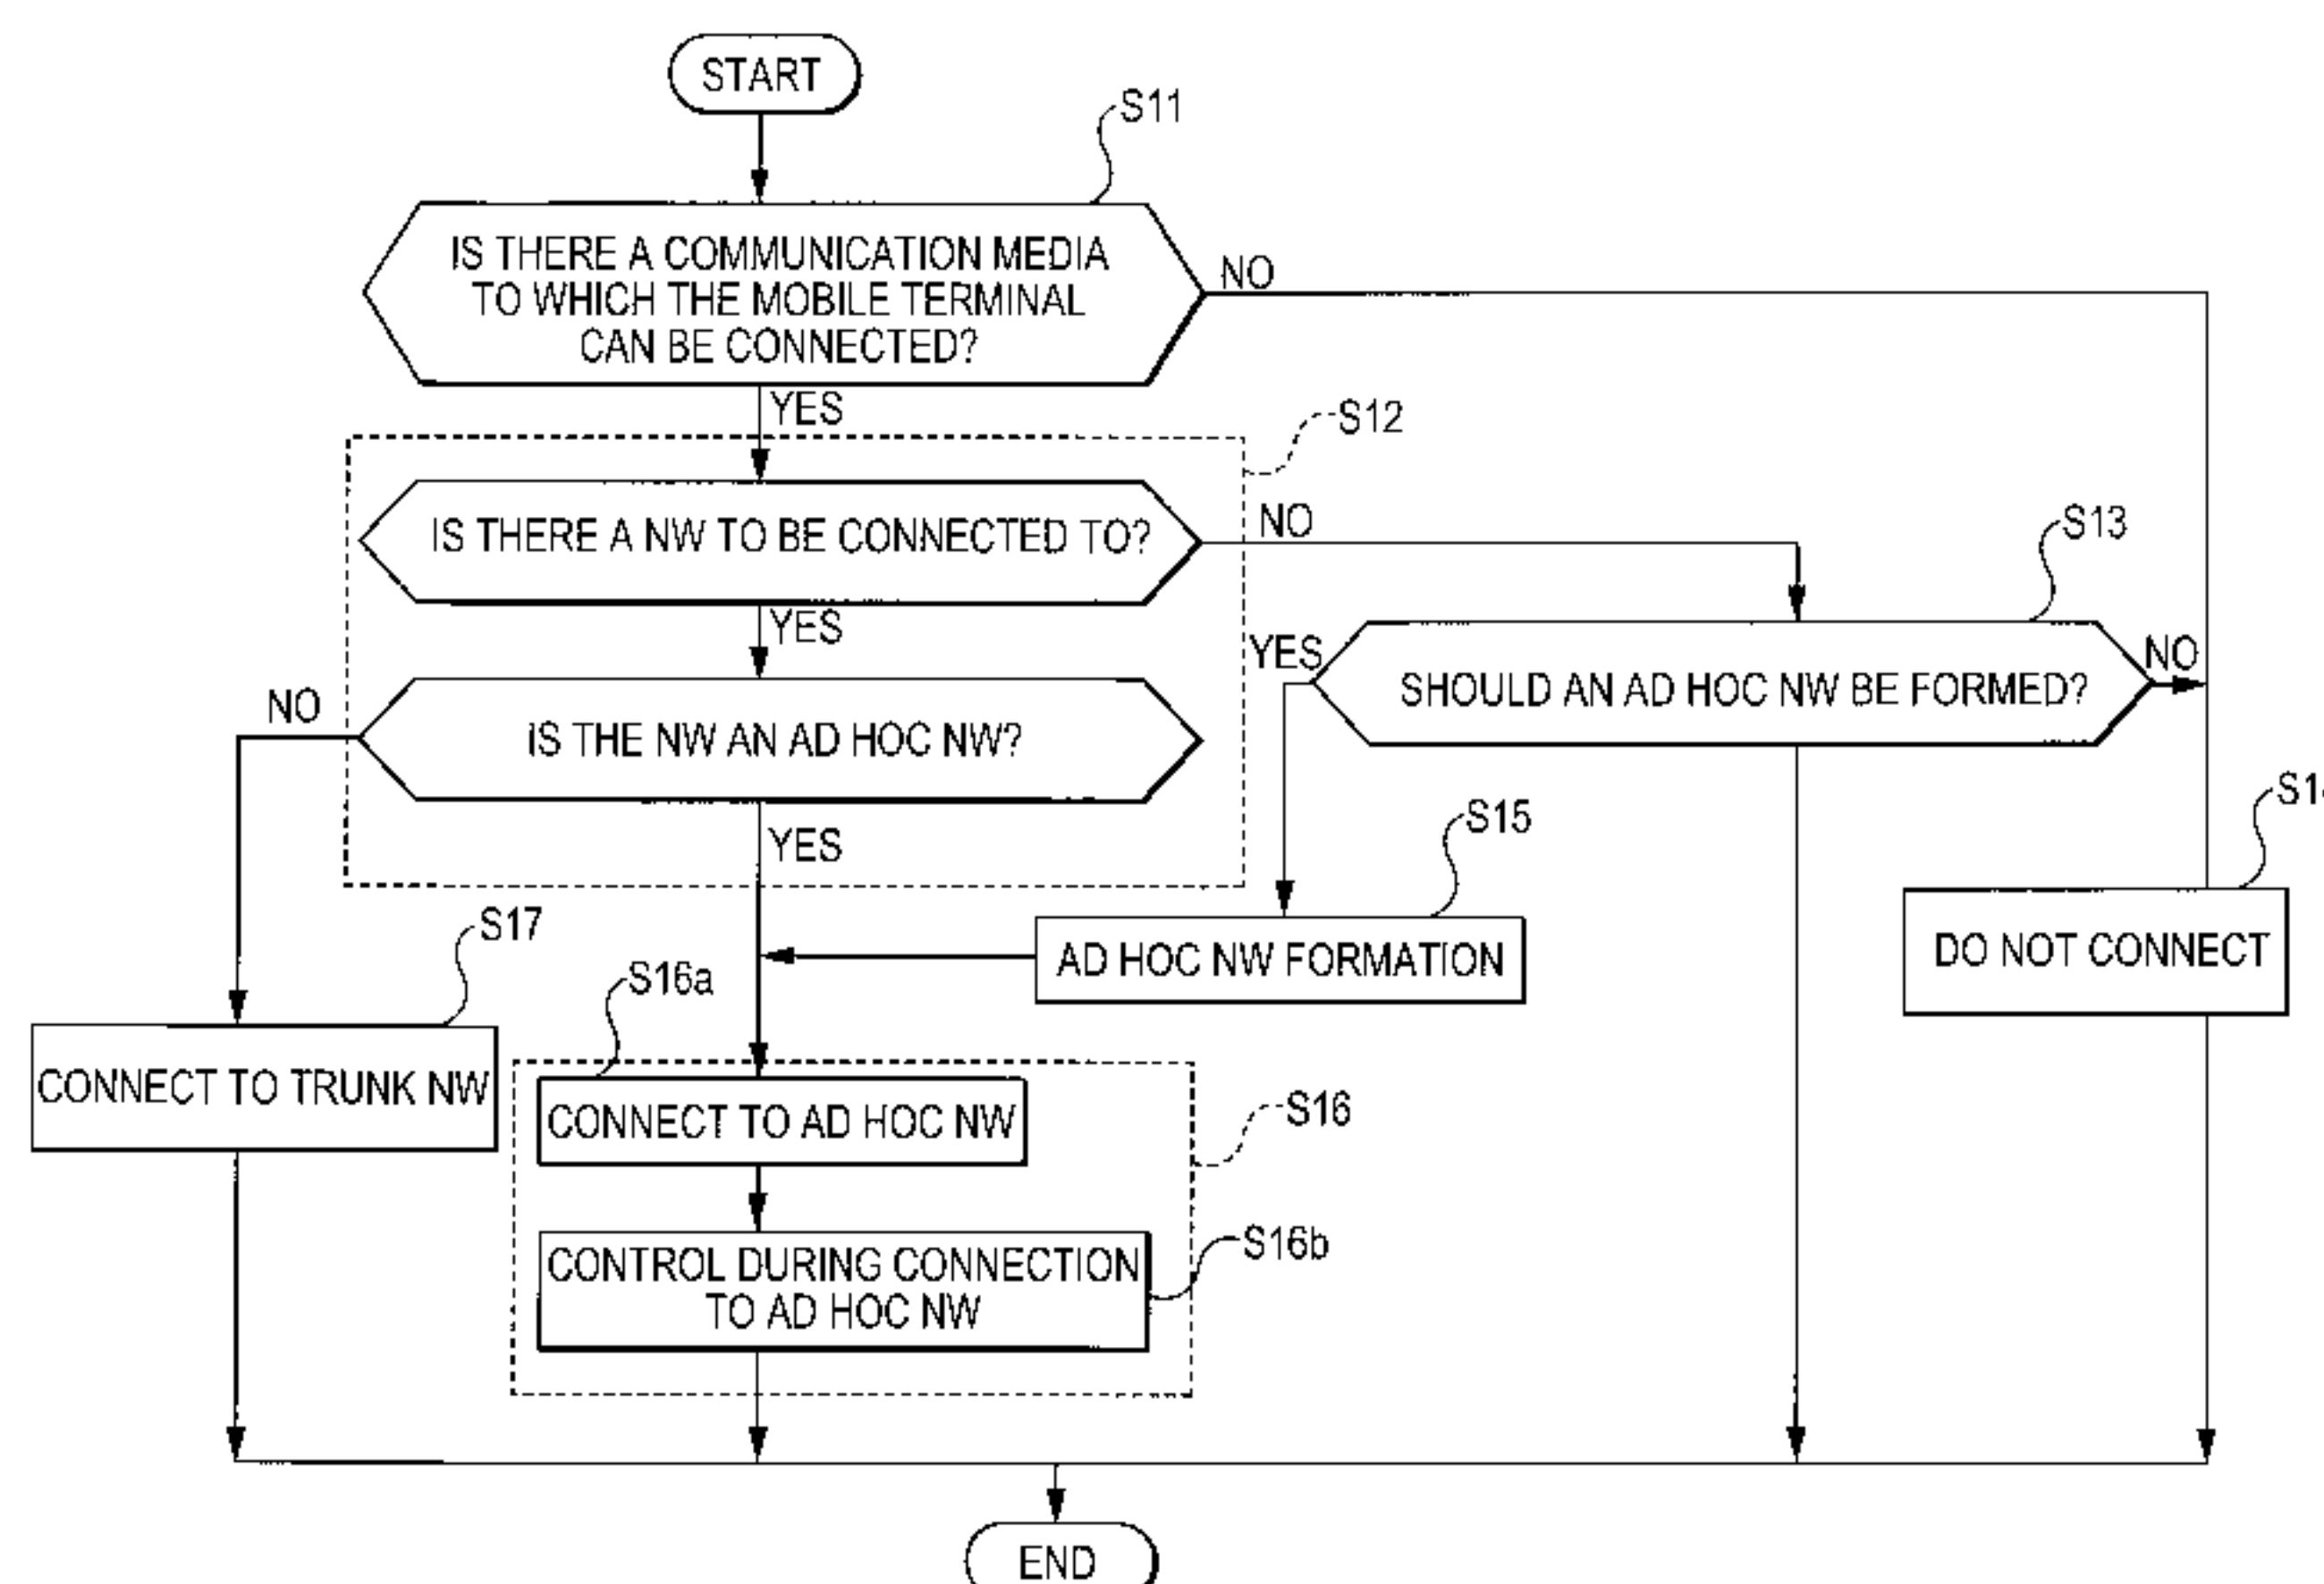 START
S11
IS THERE A COMMUNICATION MEDIA
TO WHICH THE MOBILE TERMINAL
CAN BE CONNECTED?
NO
YES
S12
IS THERE A NW TO BE CONNECTED TO?
NO
S13
YES
YES
SHOULD AN AD HOC NW BE FORMED?
NO
NO
IS THE NW AN AD HOC NW?
YES
S15
AD HOC NW FORMATION
DO NOT CONNECT
S17
CONNECT TO TRUNK NW
S16a
CONNECT TO AD HOC NW
S16
CONTROL DURING CONNECTION
TO AD HOC NW
S16b
END